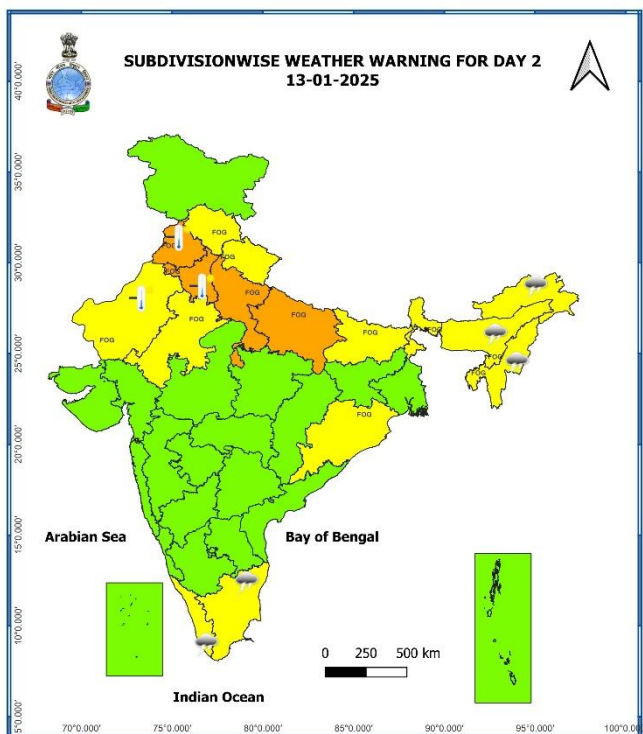 SUBDIVISIONWISE WEATHER WARNING FOR DAY 2
13-01-2025
40°0.000'
35°0.000'
30°0.000'
25°0.000'
20°0.000'
15°0.000'
10°0.000'
5°0.000'
FOG
FOG
FOG
FOG
FOG
FOG
FOG
FOG
FOG
FOG
FOG
FOG
FOG
Arabian Sea
Bay of Bengal
0 250 500 km
Indian Ocean
70°0.000' 75°0.000' 80°0.000' 85°0.000' 90°0.000' 95°0.000'